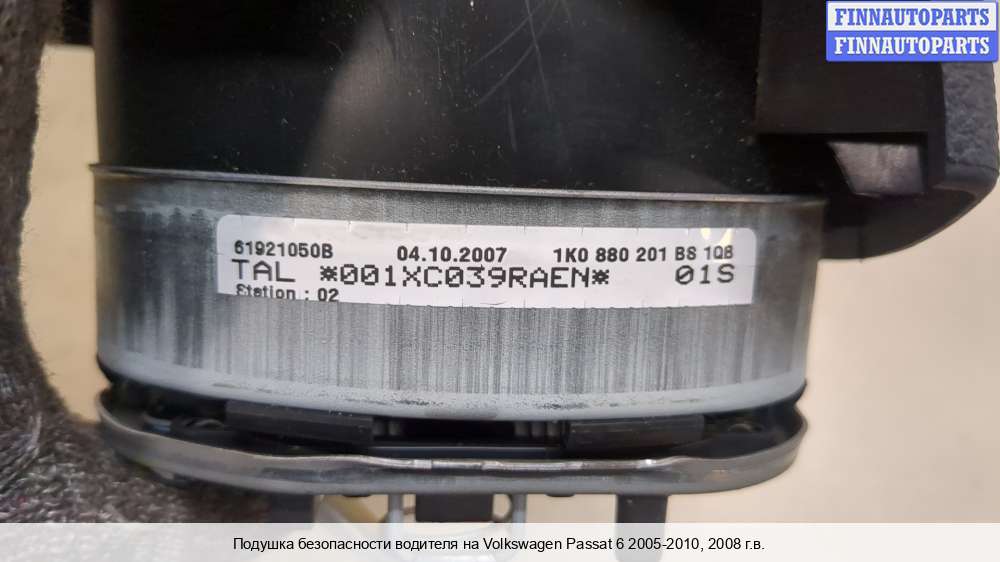 FINNAUTOPARTS
FINNAUTOPARTS
61921050B 04.10.2007 1K0 880 201 BS 1QB
TAL *001XC039RAEN* 01S
Station : 02
Подушка безопасности водителя на Volkswagen Passat 6 2005-2010, 2008 г.в.